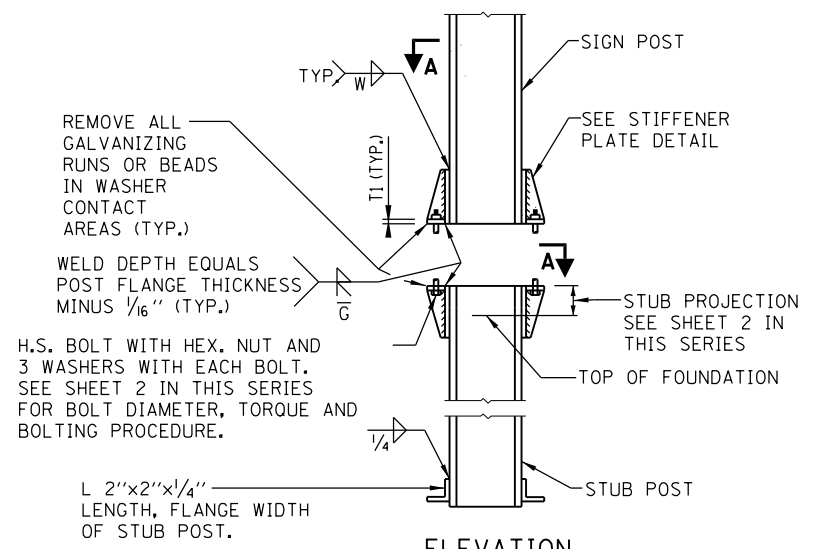 SIGN POST
A
TYP.
W
REMOVE ALL
GALVANIZING
RUNS OR BEADS
IN WASHER
CONTACT
AREAS (TYP.)
T1 (TYP.)
SEE STIFFENER
PLATE DETAIL
WELD DEPTH EQUALS
POST FLANGE THICKNESS
MINUS 1/16" (TYP.)
G
A
STUB PROJECTION
SEE SHEET 2 IN
THIS SERIES
H.S. BOLT WITH HEX. NUT AND
3 WASHERS WITH EACH BOLT.
SEE SHEET 2 IN THIS SERIES
FOR BOLT DIAMETER, TORQUE AND
BOLTING PROCEDURE.
TOP OF FOUNDATION
1/4
L 2"x2"x1/4"
LENGTH, FLANGE WIDTH
OF STUB POST.
STUB POST
ELEVATION